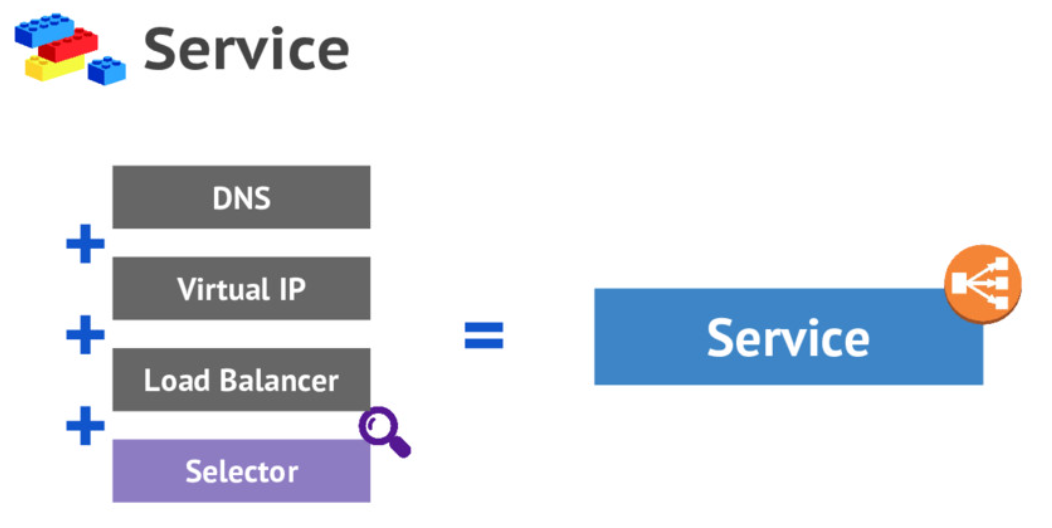 Service
DNS
+
Virtual IP
+
Load Balancer
+
Selector
=
Service